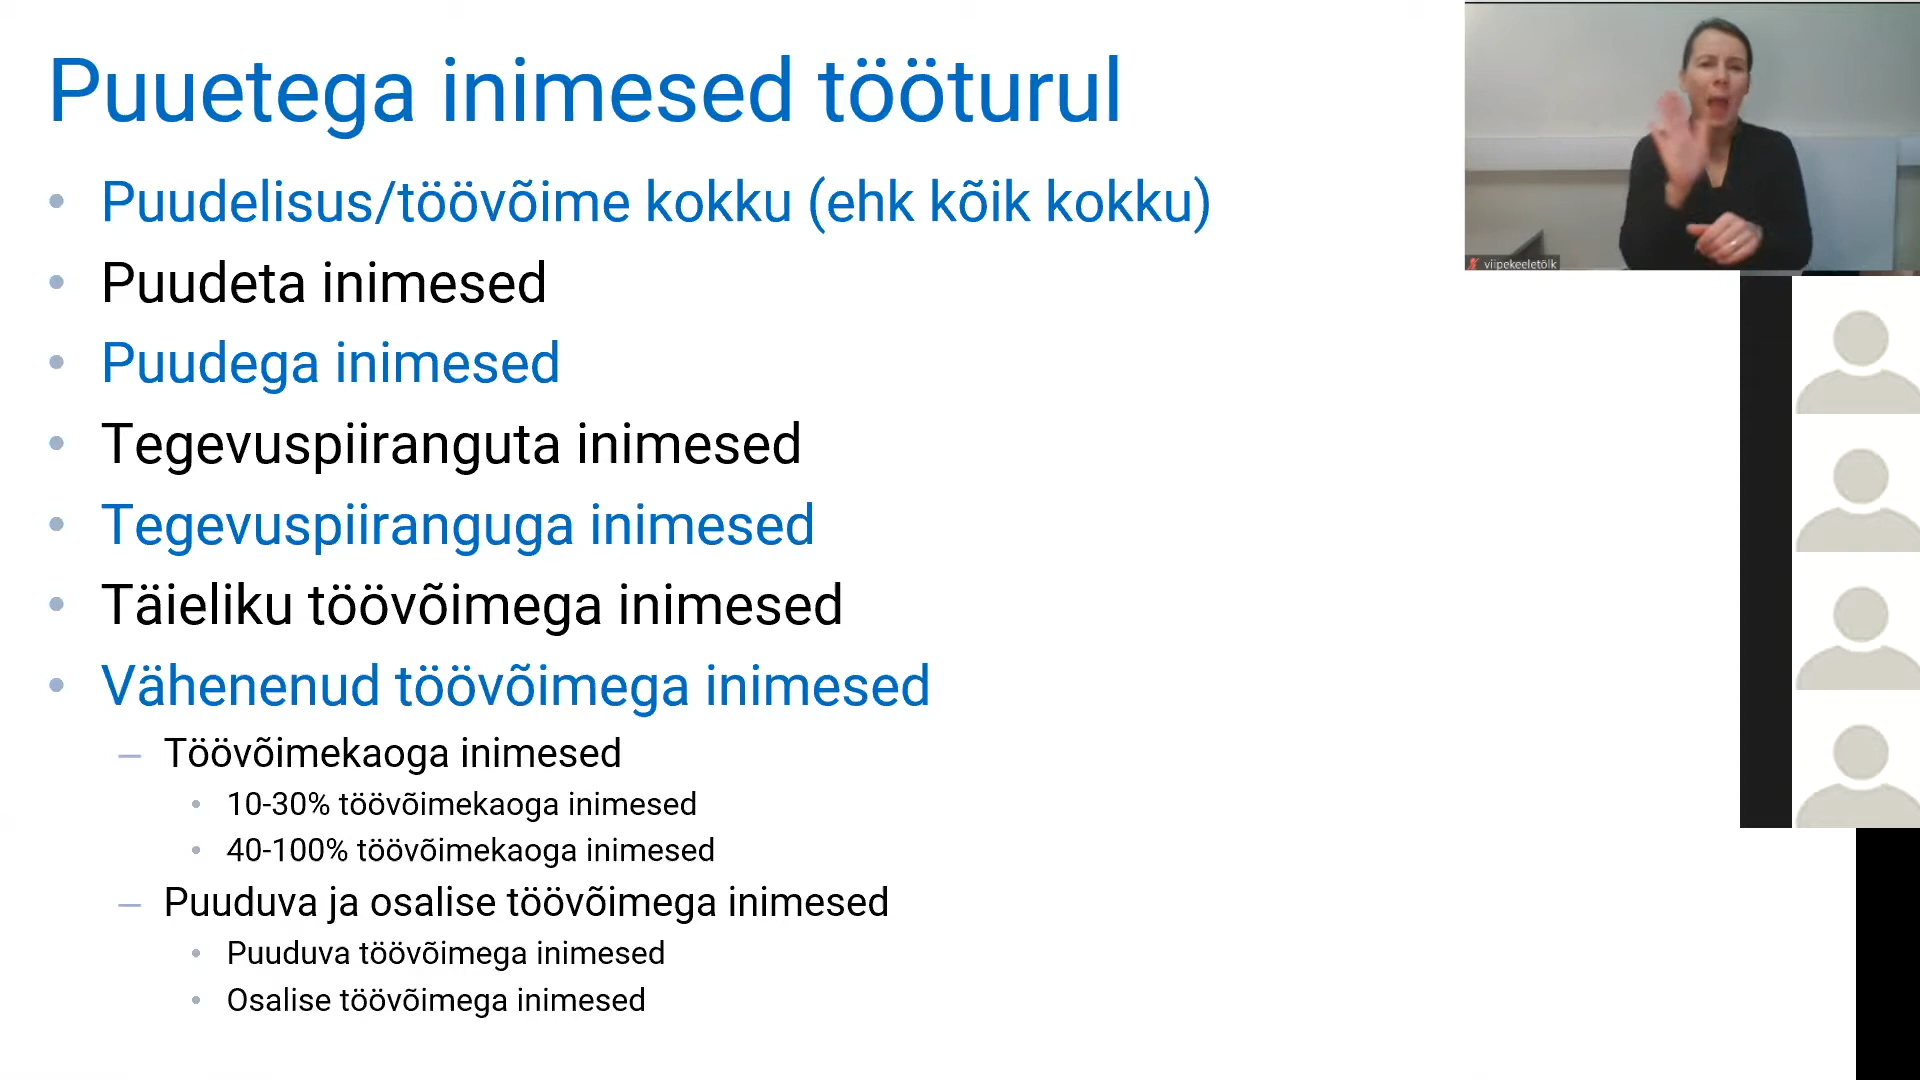 Puuetega inimesed tööturul
• Puudelisus/töövõime kokku (ehk kõik kokku)
• Puudeta inimesed
• Puudega inimesed
• Tegevuspiiranguta inimesed
• Tegevuspiiranguga inimesed
• Täieliku töövõimega inimesed
• Vähenenud töövõimega inimesed
– Töövõimekaoga inimesed
• 10-30% töövõimekaoga inimesed
• 40-100% töövõimekaoga inimesed
– Puuduva ja osalise töövõimega inimesed
• Puuduva töövõimega inimesed
• Osalise töövõimega inimesed
viipekeeletõlk